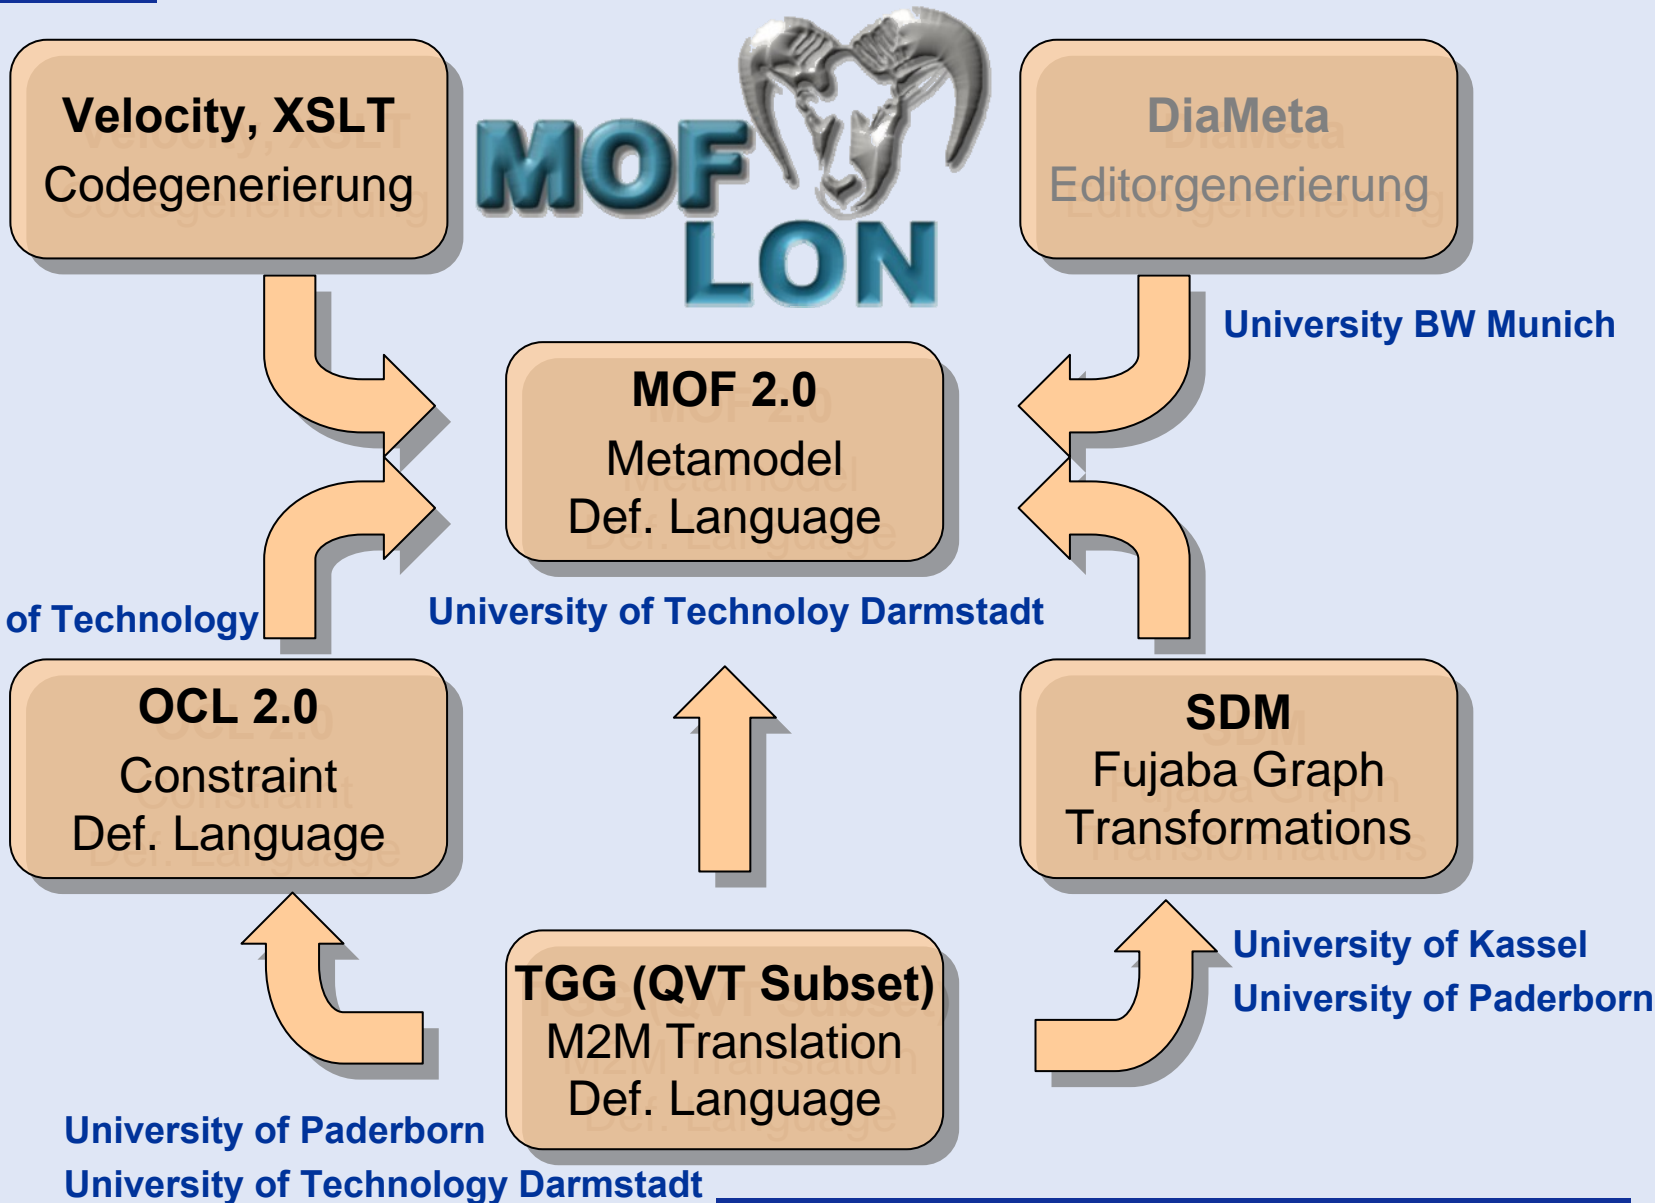 Velocity, XSLT
Codegenerierung
MOF
LON
DiaMeta
Editorgenerierung
University BW Munich
MOF 2.0
Metamodel
Def. Language
of Technology
University of Technoloy Darmstadt
OCL 2.0
Constraint
Def. Language
SDM
Fujaba Graph
Transformations
University of Kassel
University of Paderborn
TGG (QVT Subset)
M2M Translation
Def. Language
University of Paderborn
University of Technology Darmstadt